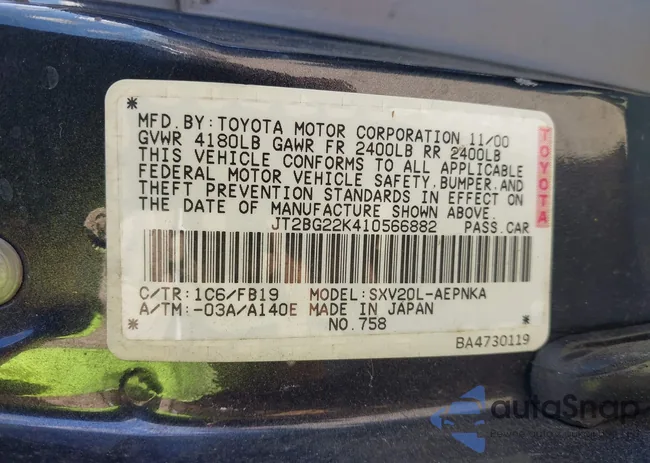 MFD. BY: TOYOTA MOTOR CORPORATION 11/00
GVWR 4180LB GAWR FR 2400LB RR 2400LB
THIS VEHICLE CONFORMS TO ALL APPLICABLE
FEDERAL MOTOR VEHICLE SAFETY, BUMPER, AND
THEFT PREVENTION STANDARDS IN EFFECT ON
THE DATE OF MANUFACTURE SHOWN ABOVE.
JT2BG22K410566882 PASS. CAR
TOYOTA
C/TR: 1C6/FB19 MODEL: SXV20L-AEPNKA
A/TM: -03A/A140E MADE IN JAPAN
NO. 758
BA4730119
autoSnap